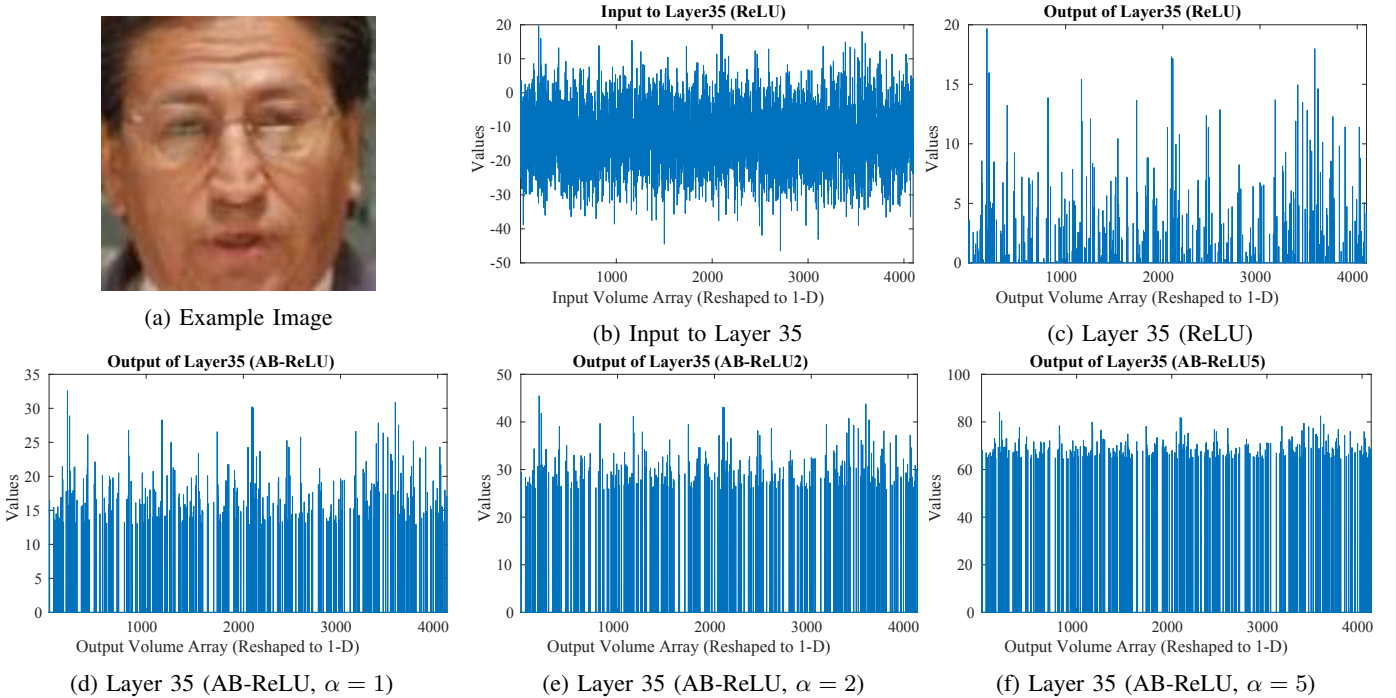 Input to Layer35 (ReLU)
20
10
0
-10
-20
-30
-40
-50
Values
1000
2000
3000
4000
Input Volume Array (Reshaped to 1-D)
Output of Layer35 (ReLU)
20
15
10
5
0
Values
1000
2000
3000
4000
Output Volume Array (Reshaped to 1-D)
(a) Example Image
(b) Input to Layer 35
(c) Layer 35 (ReLU)
Output of Layer35 (AB-ReLU)
35
30
25
20
15
10
5
0
Values
1000
2000
3000
4000
Output Volume Array (Reshaped to 1-D)
Output of Layer35 (AB-ReLU2)
50
40
30
20
10
0
Values
1000
2000
3000
4000
Output Volume Array (Reshaped to 1-D)
Output of Layer35 (AB-ReLU5)
100
80
60
40
20
0
Values
1000
2000
3000
4000
Output Volume Array (Reshaped to 1-D)
(d) Layer 35 (AB-ReLU, α = 1)
(e) Layer 35 (AB-ReLU, α = 2)
(f) Layer 35 (AB-ReLU, α = 5)